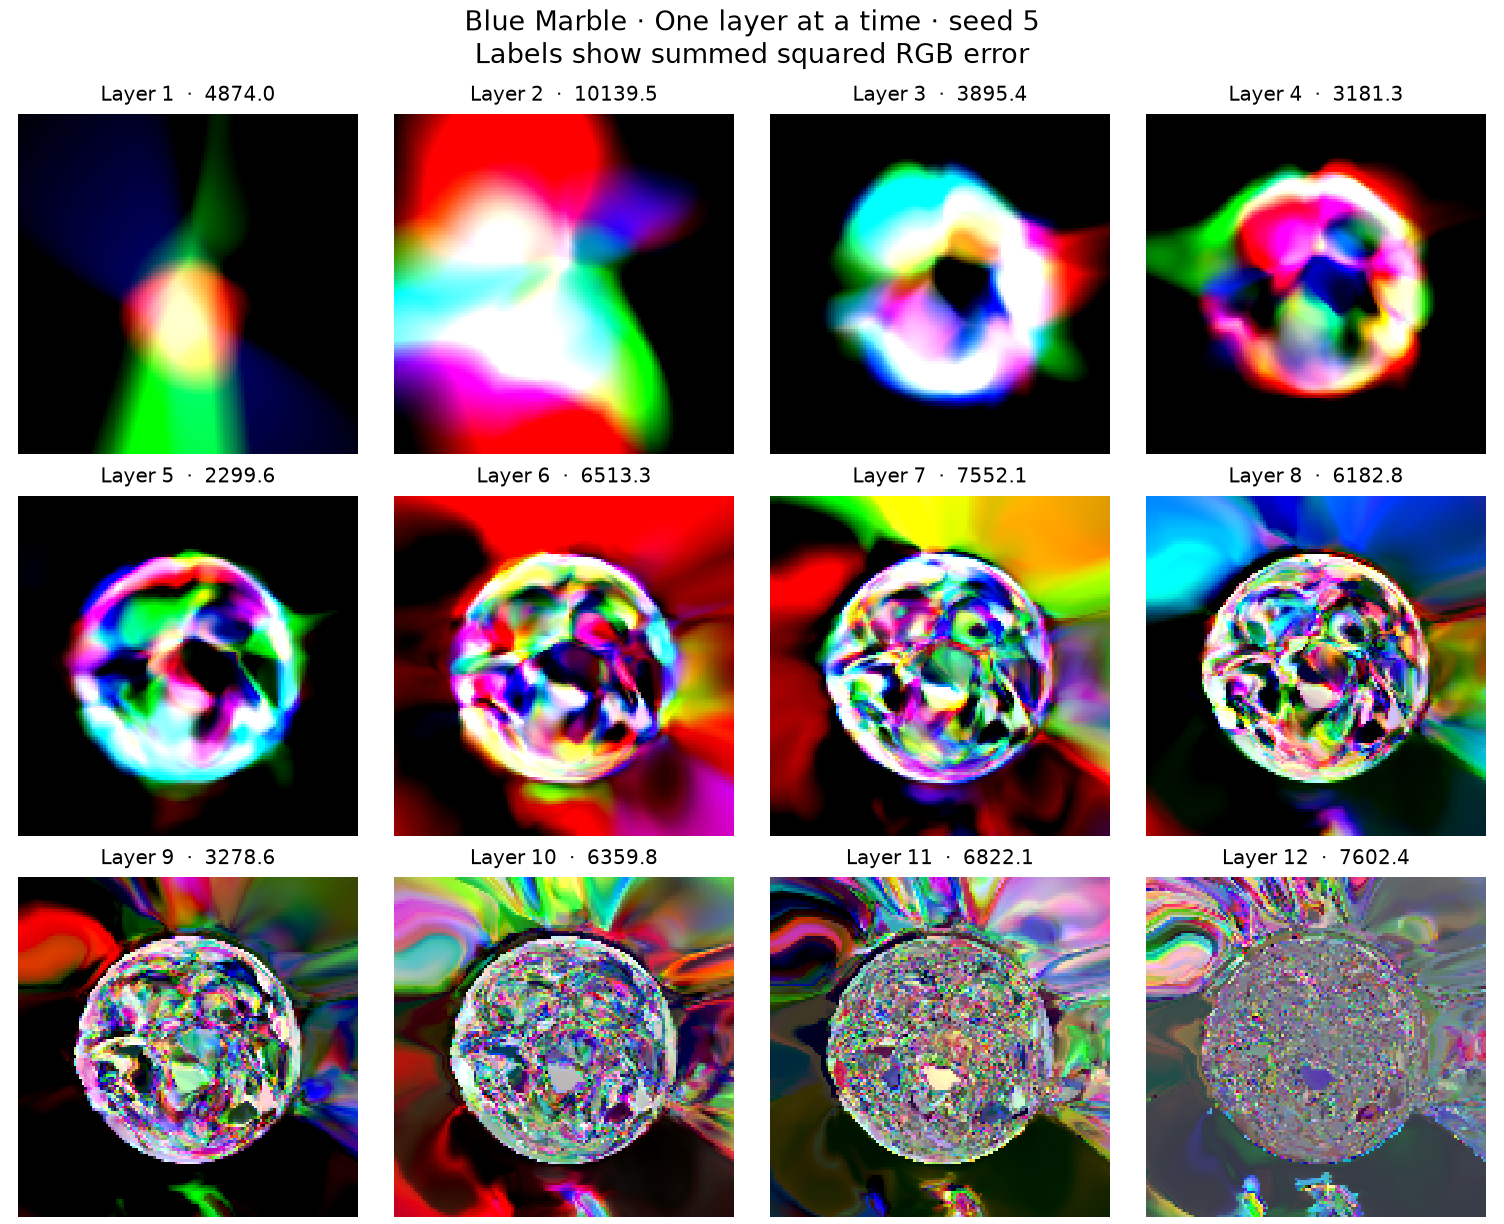 Blue Marble · One layer at a time · seed 5
Labels show summed squared RGB error
Layer 1 · 4874.0
Layer 2 · 10139.5
Layer 3 · 3895.4
Layer 4 · 3181.3
Layer 5 · 2299.6
Layer 6 · 6513.3
Layer 7 · 7552.1
Layer 8 · 6182.8
Layer 9 · 3278.6
Layer 10 · 6359.8
Layer 11 · 6822.1
Layer 12 · 7602.4